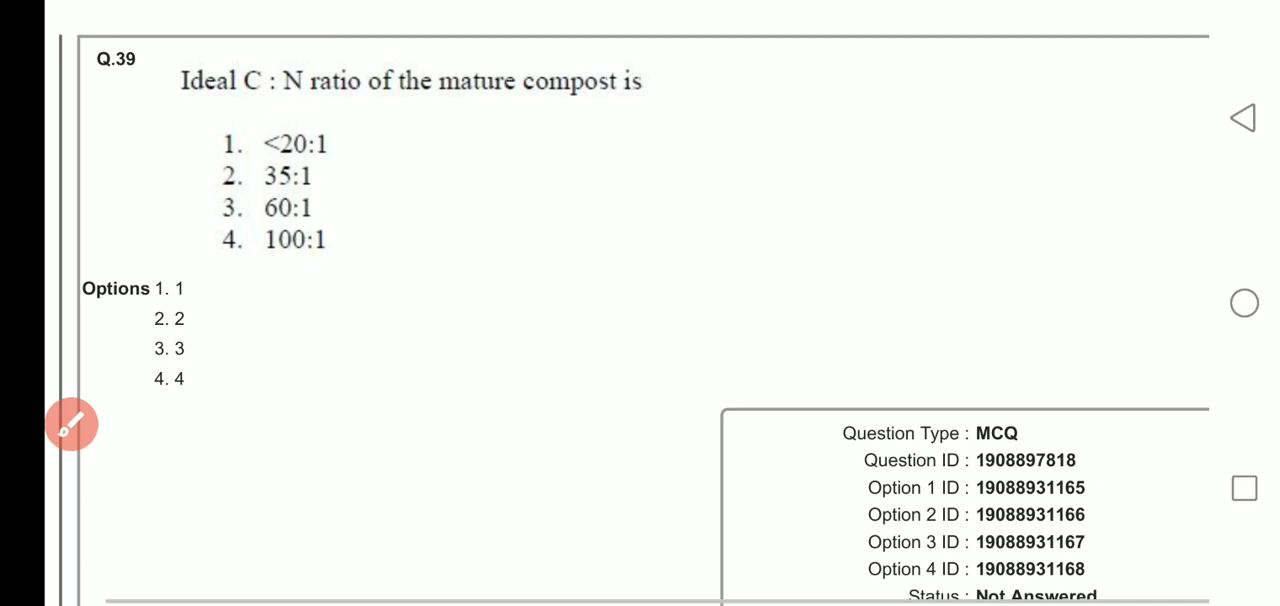 Q.39
Ideal C : N ratio of the mature compost is
1. <20:1
2. 35:1
3. 60:1
4. 100:1
Options 1. 1
2. 2
3. 3
4. 4
Question Type : MCQ
Question ID : 1908897818
Option 1 ID : 19088931165
Option 2 ID : 19088931166
Option 3 ID : 19088931167
Option 4 ID : 19088931168
Status : Not Answered